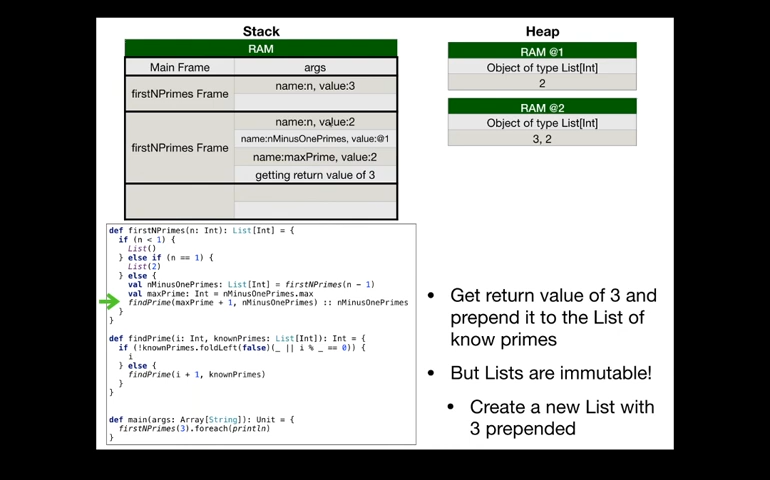 Stack
RAM
Main Frame args
firstNPrimes Frame name:n, value:3
firstNPrimes Frame name:n, value:2
name:nMinusOnePrimes, value:@1
name:maxPrime, value:2
getting return value of 3
Heap
RAM @1
Object of type List[Int]
2
RAM @2
Object of type List[Int]
3, 2
def firstNPrimes(n: Int): List[Int] = {
if (n < 1) {
List()
} else if (n == 1) {
List(2)
} else {
val nMinusOnePrimes: List[Int] = firstNPrimes(n - 1)
val maxPrime: Int = nMinusOnePrimes.max
findPrime(maxPrime + 1, nMinusOnePrimes) :: nMinusOnePrimes
}
}
def findPrime(i: Int, knownPrimes: List[Int]): Int = {
if (!knownPrimes.foldLeft(false)(_ || i % _ == 0)) {
i
} else {
findPrime(i + 1, knownPrimes)
}
}
def main(args: Array[String]): Unit = {
firstNPrimes(3).foreach(println)
}
• Get return value of 3 and
prepend it to the List of
know primes
• But Lists are immutable!
• Create a new List with
3 prepended